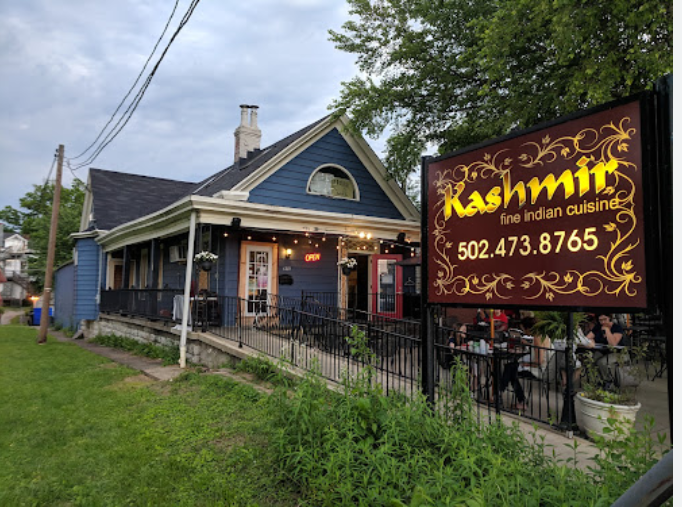 Kashmir
fine indian cuisine
502.473.8765
OPEN